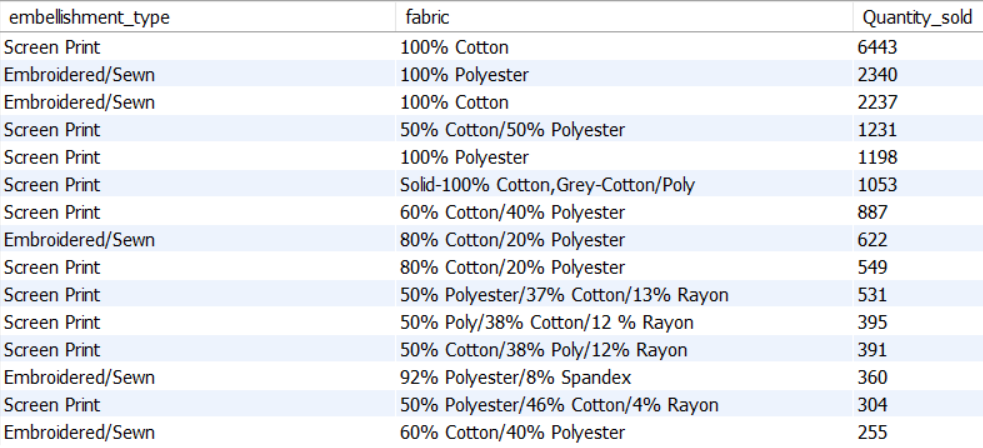 embellishment_type fabric Quantity_sold
Screen Print 100% Cotton 6443
Embroidered/Sewn 100% Polyester 2340
Embroidered/Sewn 100% Cotton 2237
Screen Print 50% Cotton/50% Polyester 1231
Screen Print 100% Polyester 1198
Screen Print Solid-100% Cotton,Grey-Cotton/Poly 1053
Screen Print 60% Cotton/40% Polyester 887
Embroidered/Sewn 80% Cotton/20% Polyester 622
Screen Print 80% Cotton/20% Polyester 549
Screen Print 50% Polyester/37% Cotton/13% Rayon 531
Screen Print 50% Poly/38% Cotton/12 % Rayon 395
Screen Print 50% Cotton/38% Poly/12% Rayon 391
Embroidered/Sewn 92% Polyester/8% Spandex 360
Screen Print 50% Polyester/46% Cotton/4% Rayon 304
Embroidered/Sewn 60% Cotton/40% Polyester 255